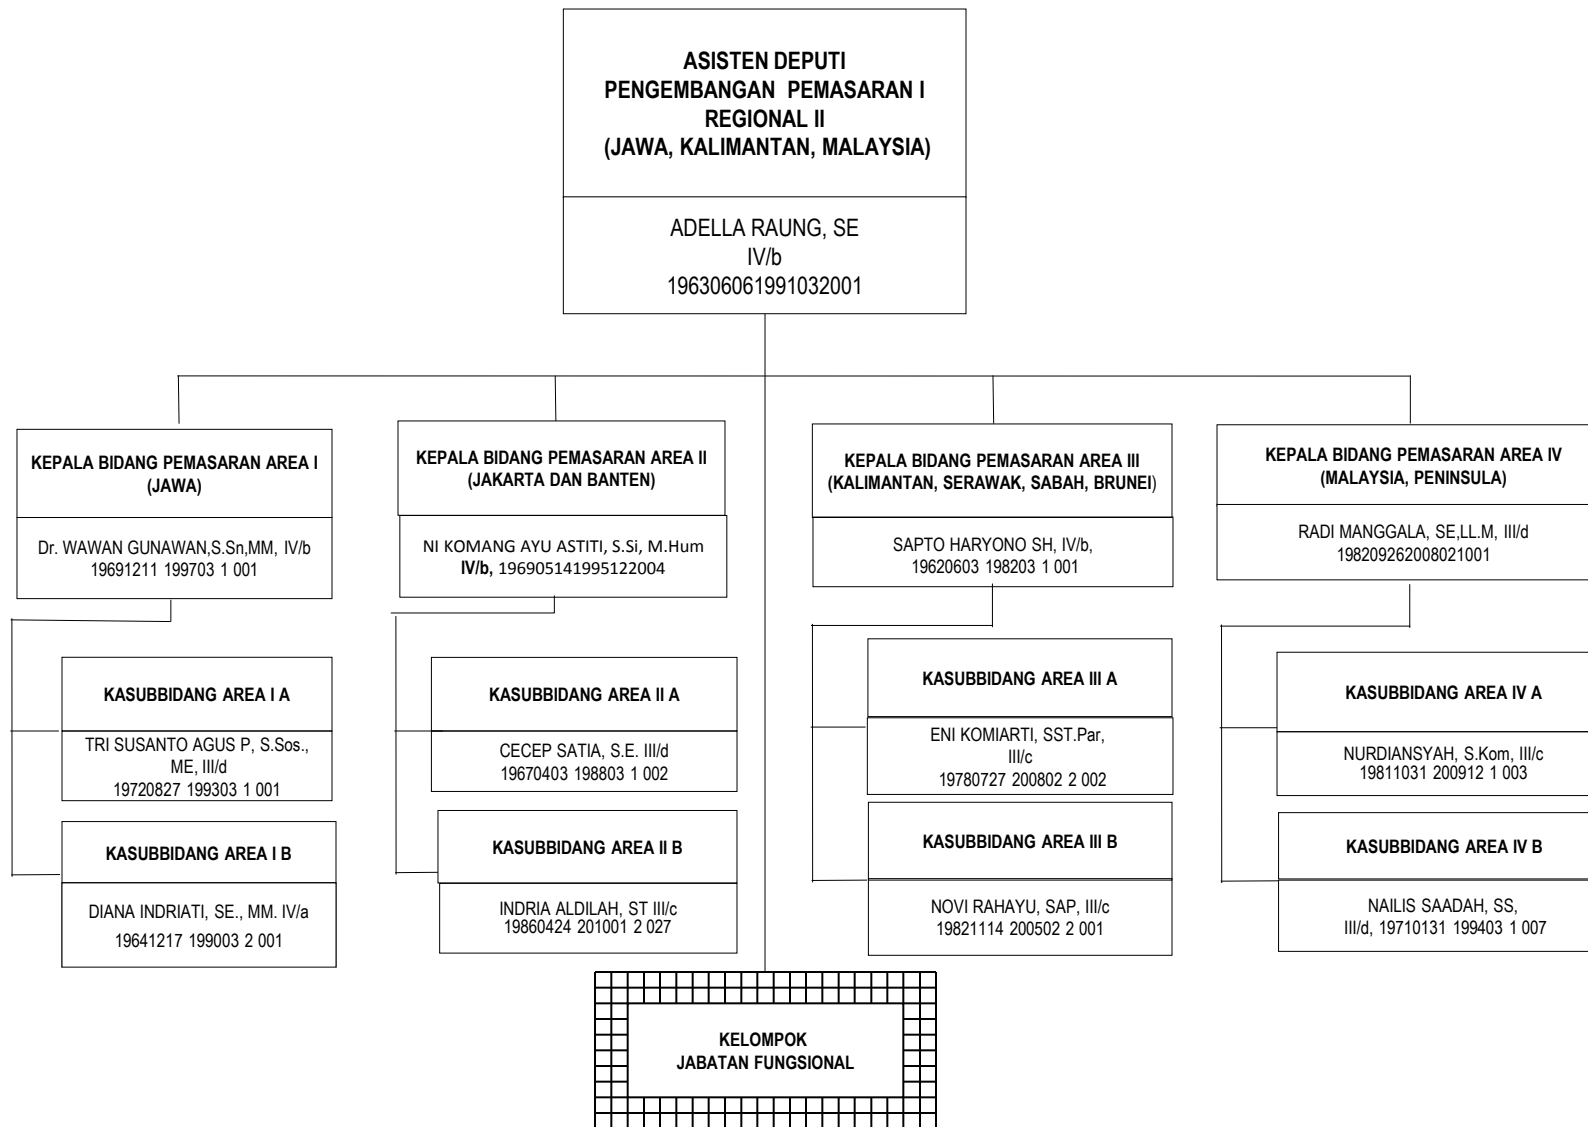 ASISTEN DEPUTI
PENGEMBANGAN PEMASARAN I
REGIONAL II
(JAWA, KALIMANTAN, MALAYSIA)
ADELLA RAUNG, SE
IV/b
196306061991032001
KEPALA BIDANG PEMASARAN AREA I
(JAWA)
Dr. WAWAN GUNAWAN,S.Sn,MM, IV/b
19691211 199703 1 001
KEPALA BIDANG PEMASARAN AREA II
(JAKARTA DAN BANTEN)
NI KOMANG AYU ASTITI, S.Si, M.Hum
IV/b, 196905141995122004
KEPALA BIDANG PEMASARAN AREA III
(KALIMANTAN, SERAWAK, SABAH, BRUNEI)
SAPTO HARYONO SH, IV/b,
19620603 198203 1 001
KEPALA BIDANG PEMASARAN AREA IV
(MALAYSIA, PENINSULA)
RADI MANGGALA, SE,LL.M, III/d
198209262008021001
KASUBBIDANG AREA I A
TRI SUSANTO AGUS P, S.Sos.,
ME, III/d
19720827 199303 1 001
KASUBBIDANG AREA II A
CECEP SATIA, S.E. III/d
19670403 198803 1 002
KASUBBIDANG AREA III A
ENI KOMIARTI, SST.Par,
III/c
19780727 200802 2 002
KASUBBIDANG AREA IV A
NURDIANSYAH, S.Kom, III/c
19811031 200912 1 003
KASUBBIDANG AREA I B
DIANA INDRIATI, SE., MM. IV/a
19641217 199003 2 001
KASUBBIDANG AREA II B
INDRIA ALDILAH, ST III/c
19860424 201001 2 027
KASUBBIDANG AREA III B
NOVI RAHAYU, SAP, III/c
19821114 200502 2 001
KASUBBIDANG AREA IV B
NAILIS SAADAH, SS,
III/d, 19710131 199403 1 007
KELOMPOK
JABATAN FUNGSIONAL